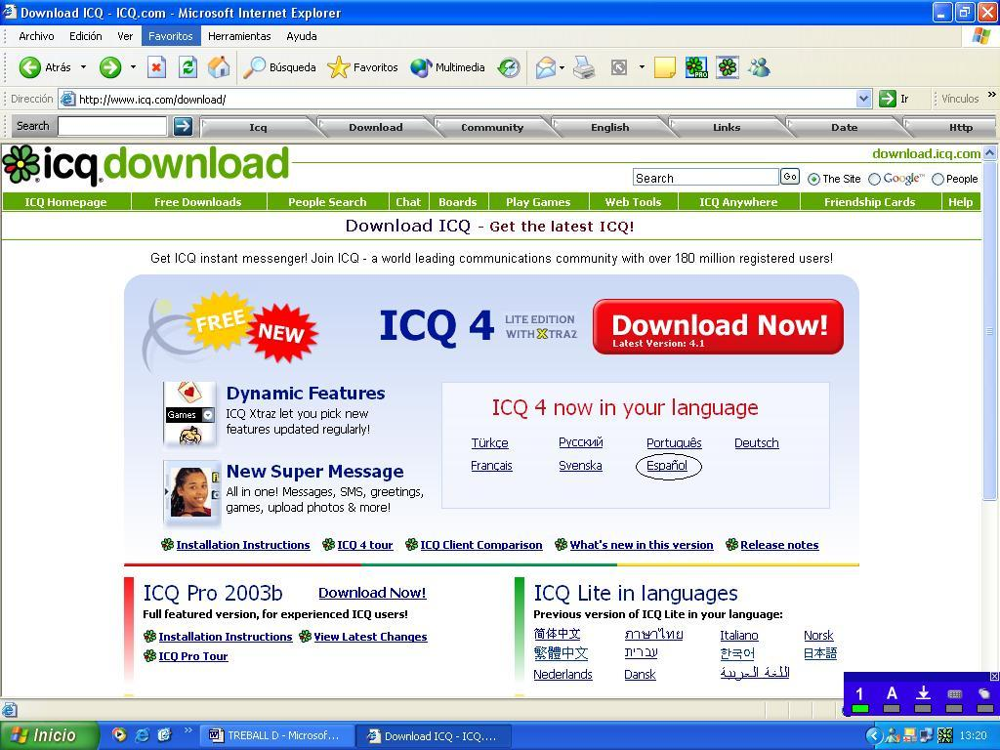 Download ICQ - ICQ.com - Microsoft Internet Explorer
Archivo Edición Ver Favoritos Herramientas Ayuda
Atrás Búsqueda Favoritos Multimedia PRO
Dirección http://www.icq.com/download/ Ir Vínculos »
Search Icq Download Community English Links Date Http
icq download
download.icq.com
Search Go The Site Google™ People
ICQ Homepage Free Downloads People Search Chat Boards Play Games Web Tools ICQ Anywhere Friendship Cards Help
Download ICQ - Get the latest ICQ!
Get ICQ instant messenger! Join ICQ - a world leading communications community with over 180 million registered users!
FREE NEW
ICQ 4 LITE EDITION WITH XTRAZ
Download Now!
Latest Version: 4.1
Games
Dynamic Features
ICQ Xtraz let you pick new
features updated regularly!
New Super Message
All in one! Messages, SMS, greetings,
games, upload photos & more!
ICQ 4 now in your language
Türkçe Русский Português Deutsch
Français Svenska Español
Installation Instructions ICQ 4 tour ICQ Client Comparison What's new in this version Release notes
ICQ Pro 2003b Download Now!
Full featured version, for experienced ICQ users!
Installation Instructions View Latest Changes
ICQ Pro Tour
ICQ Lite in languages
Previous version of ICQ Lite in your language:
简体中文 ภาษาไทย Italiano Norsk
繁體中文 עברית 한국어 日本語
Nederlands Dansk اللغة العربية
1 A
Inicio » TREBALL D - Microsof... Download ICQ - ICQ.... 13:20